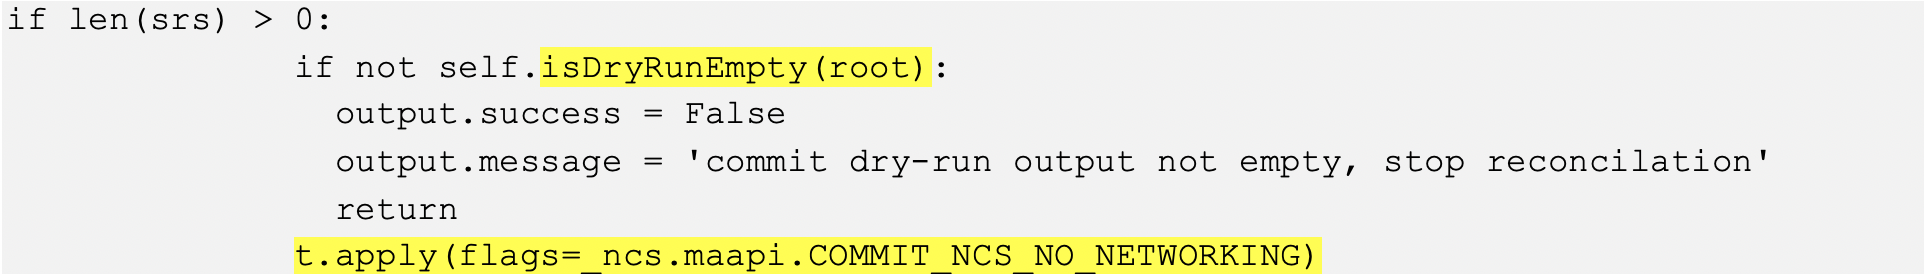 if len(srs) > 0:
              if not self.isDryRunEmpty(root):
                output.success = False
                output.message = 'commit dry-run output not empty, stop reconcilation'
                return
              t.apply(flags=_ncs.maapi.COMMIT_NCS_NO_NETWORKING)